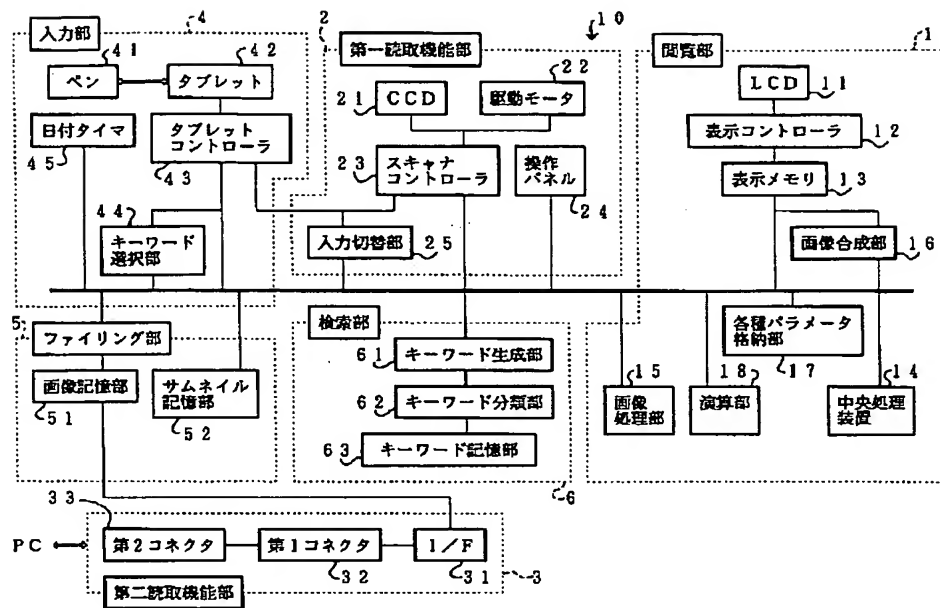 入力部
4
ペン
41
タブレット
42
日付タイマ
45
タブレット
コントローラ
43
44
キーワード
選択部
2
第一読取機能部
10
21
CCD
22
駆動モータ
23
スキャナ
コントローラ
操作
パネル
24
入力切替部
25
閲覧部
1
LCD
11
表示コントローラ
12
表示メモリ
13
画像合成部
16
5
ファイリング部
画像記憶部
51
サムネイル
記憶部
52
検索部
61
キーワード生成部
62
キーワード分類部
63
キーワード記憶部
6
各種パラメータ
格納部
17
15
画像
処理部
18
演算部
14
中央処理
装置
33
PC
第2コネクタ
第1コネクタ
32
I/F
31
3
第二読取機能部